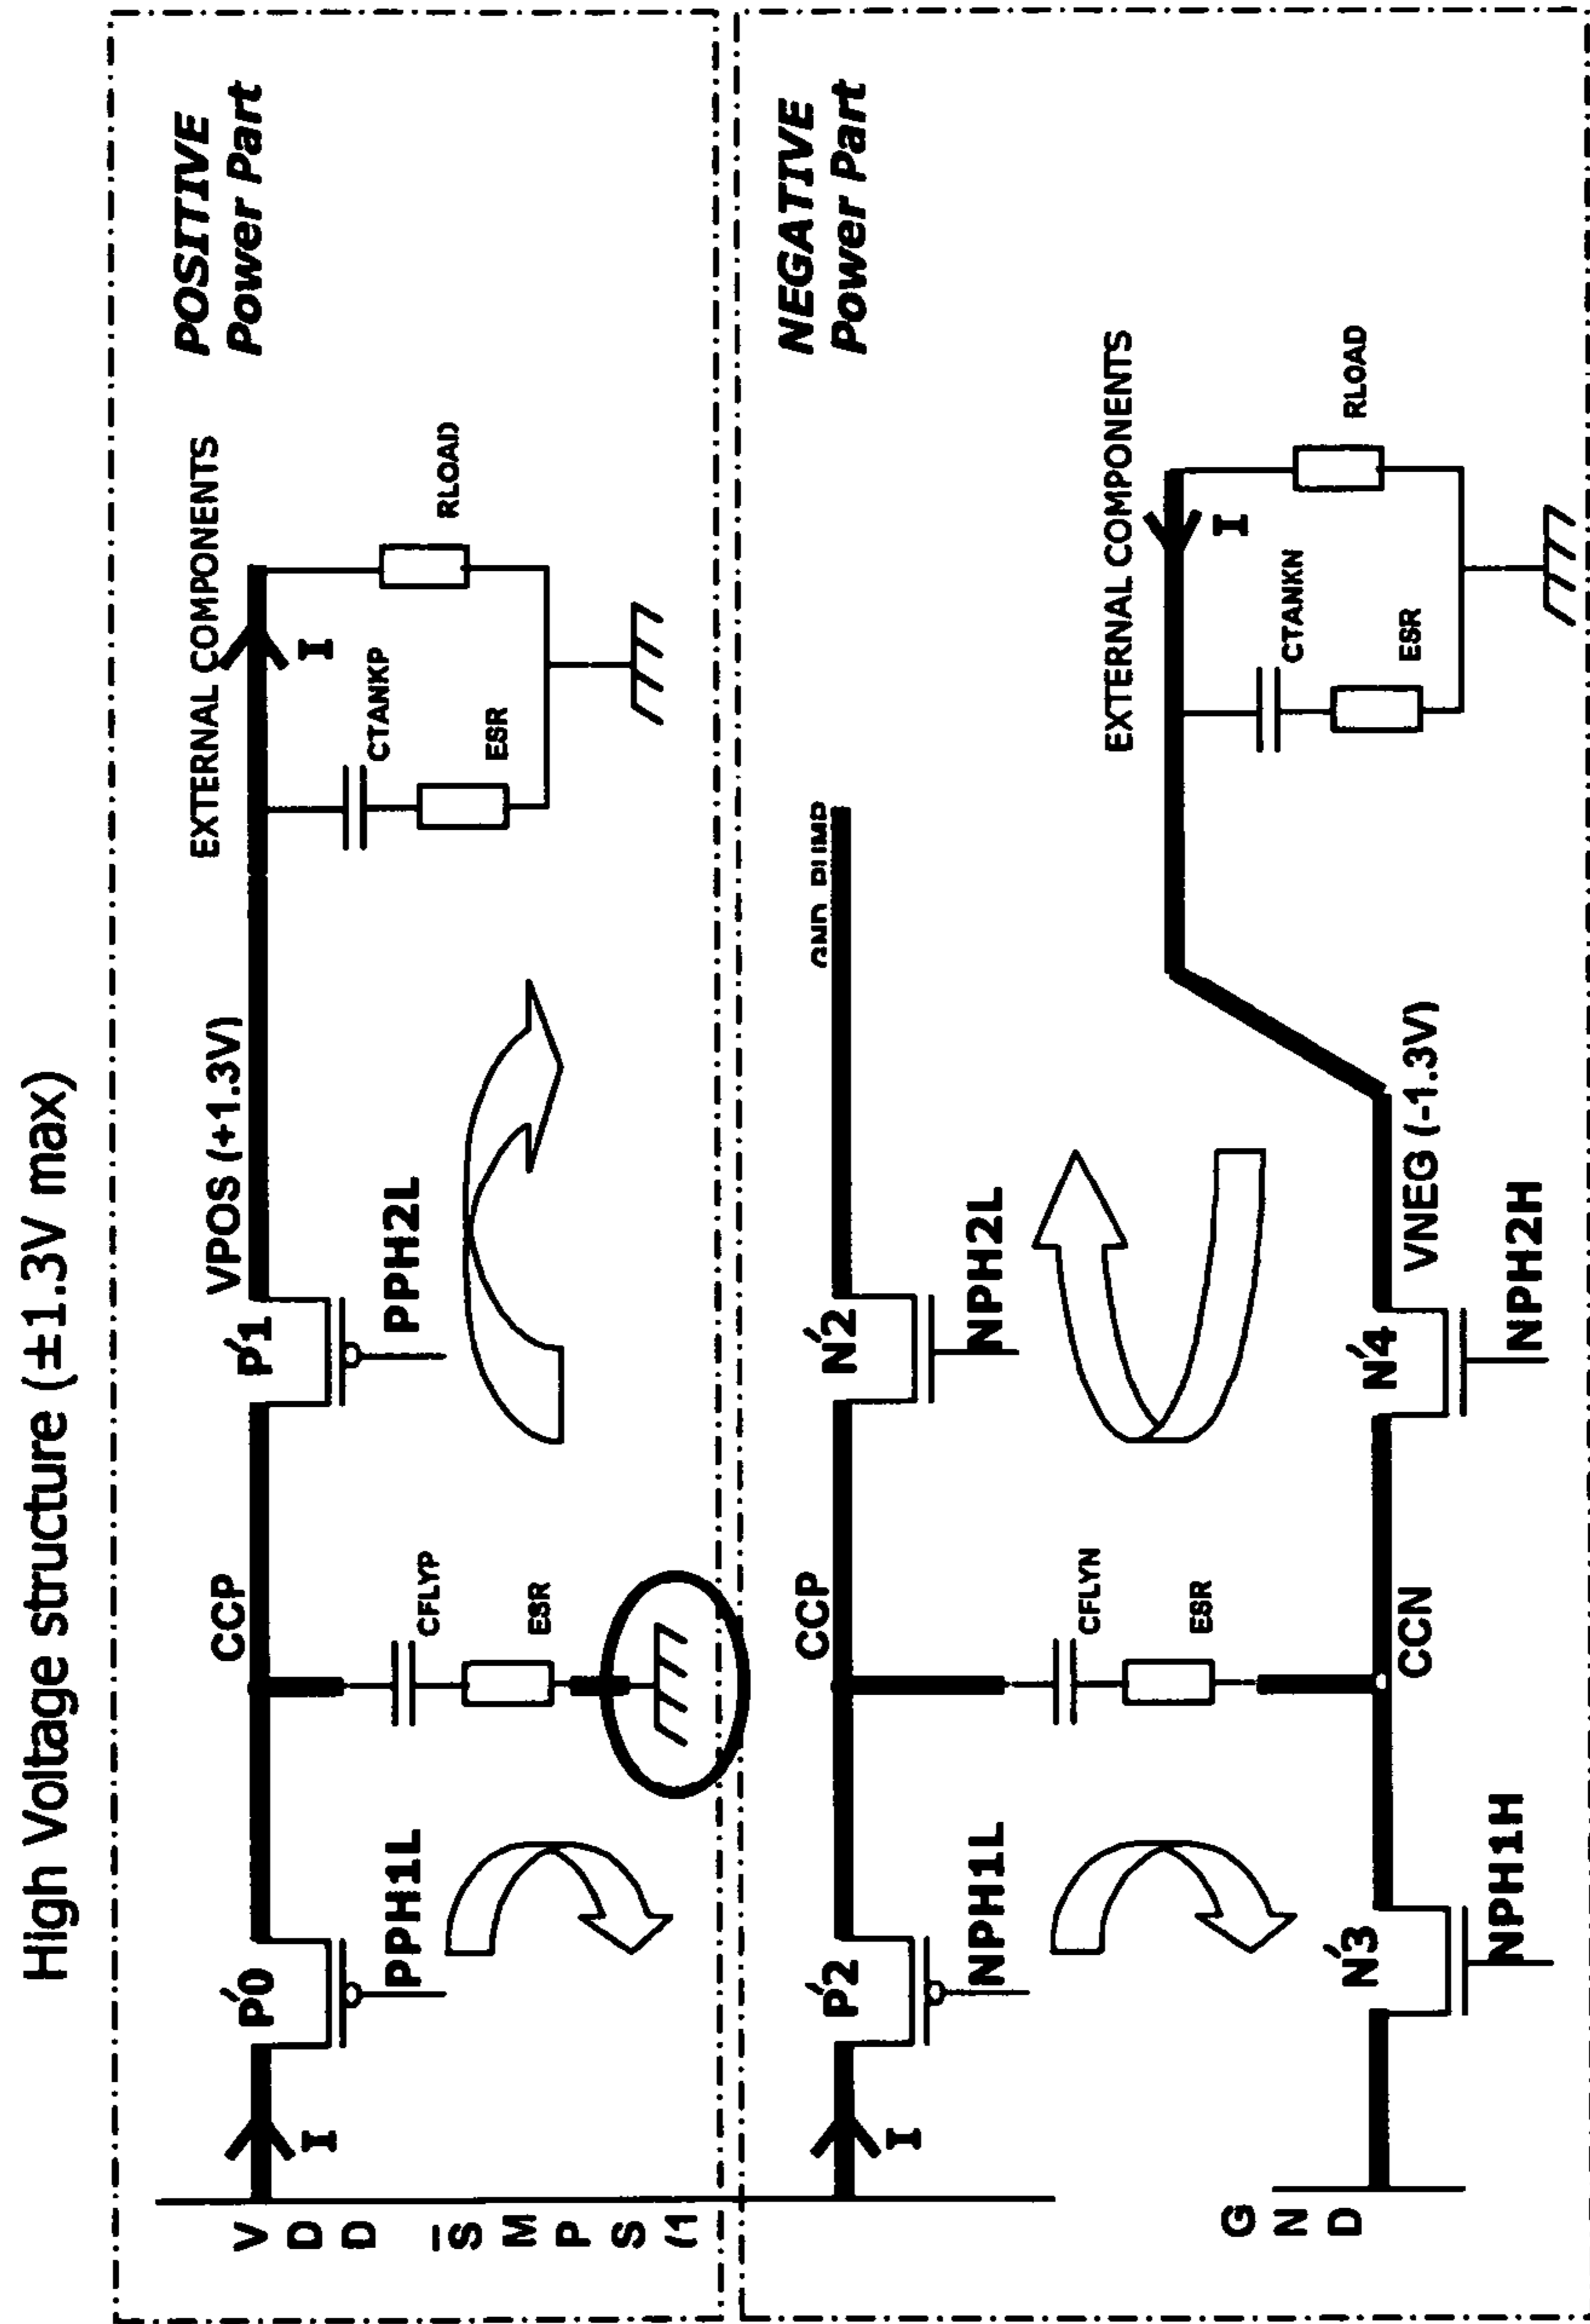 High Voltage structure (±1.3V max)
POSITIVE
Power Part
EXTERNAL COMPONENTS
VPOS (+1.3V)
CCP
P'0
P'1
I
I
PPH1L
PPH2L
CFLYP
ESR
CTANKP
ESR
RLOAD
V
D
D
_
S
M
P
S
(1
NEGATIVE
Power Part
GND PUMP
CCP
P'2
N'2
I
NPH1L
NPH2L
CFLYN
ESR
EXTERNAL COMPONENTS
I
CTANKN
ESR
RLOAD
G
N
D
N'3
CCN
N'4
VNEG (-1.3V)
NPH1H
NPH2H